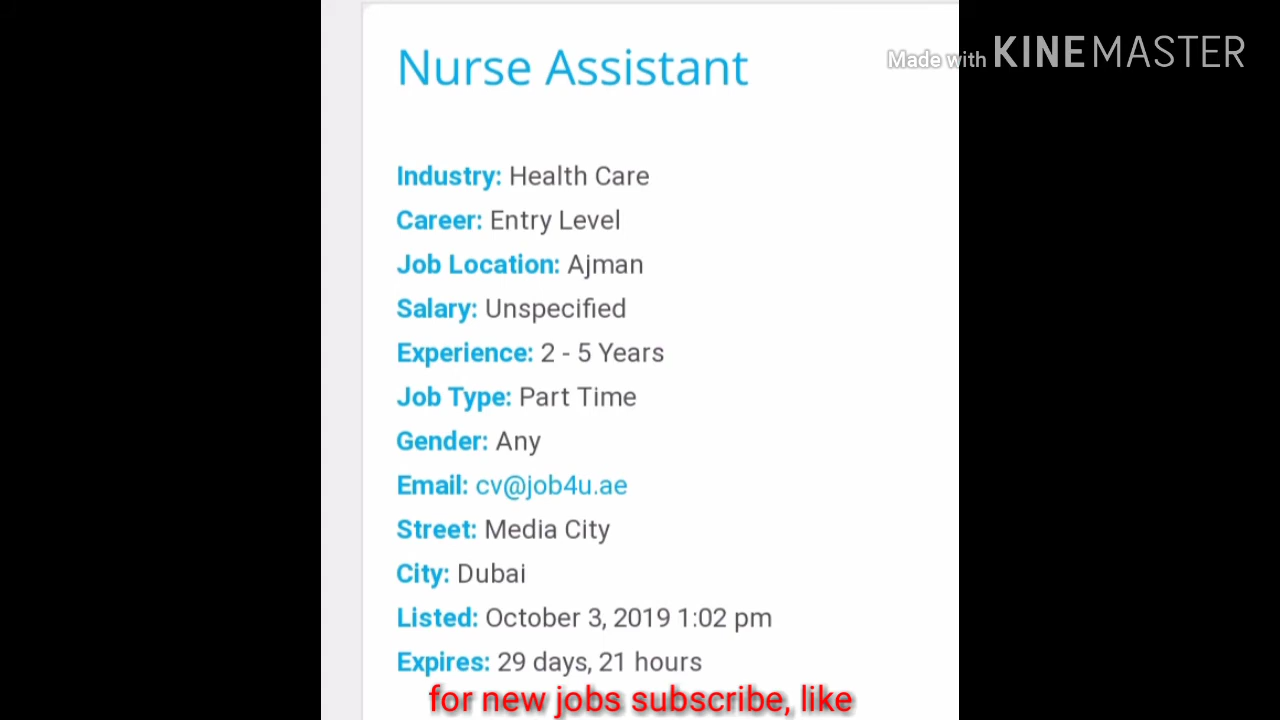 Nurse Assistant
Made with KINEMASTER
Industry: Health Care
Career: Entry Level
Job Location: Ajman
Salary: Unspecified
Experience: 2 - 5 Years
Job Type: Part Time
Gender: Any
Email: cv@job4u.ae
Street: Media City
City: Dubai
Listed: October 3, 2019 1:02 pm
Expires: 29 days, 21 hours
for new jobs subscribe, like